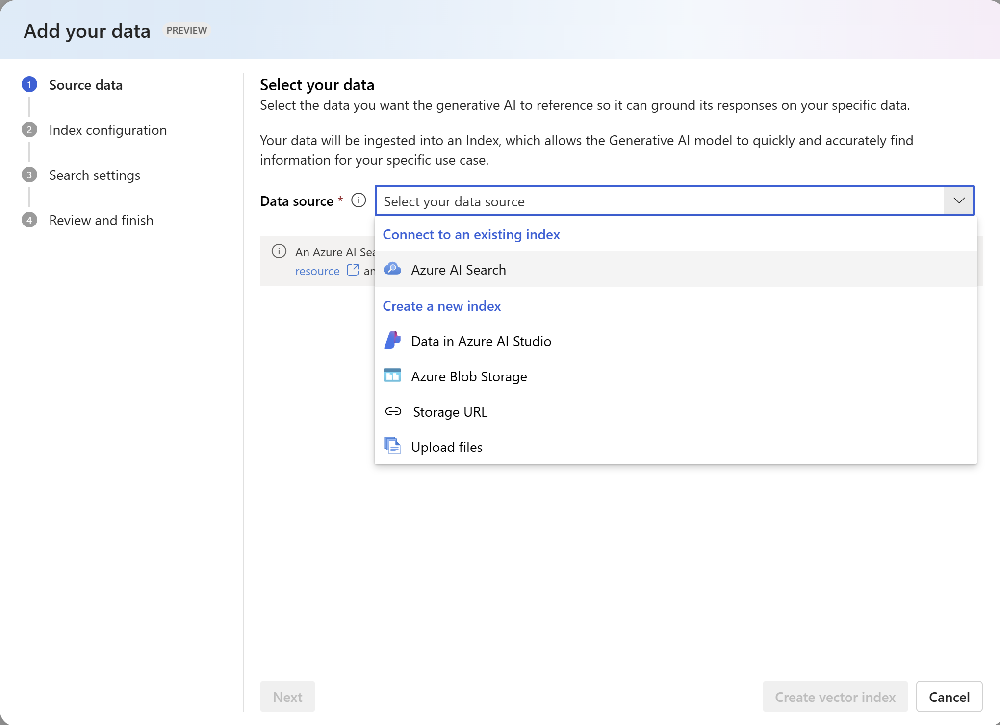 Add your data PREVIEW
1 Source data
2 Index configuration
3 Search settings
4 Review and finish
Select your data
Select the data you want the generative AI to reference so it can ground its responses on your specific data.
Your data will be ingested into an Index, which allows the Generative AI model to quickly and accurately find
information for your specific use case.
Data source *
Select your data source
An Azure AI
resource
Connect to an existing index
Azure AI Search
Create a new index
Data in Azure AI Studio
Azure Blob Storage
Storage URL
Upload files
Next
Create vector index
Cancel